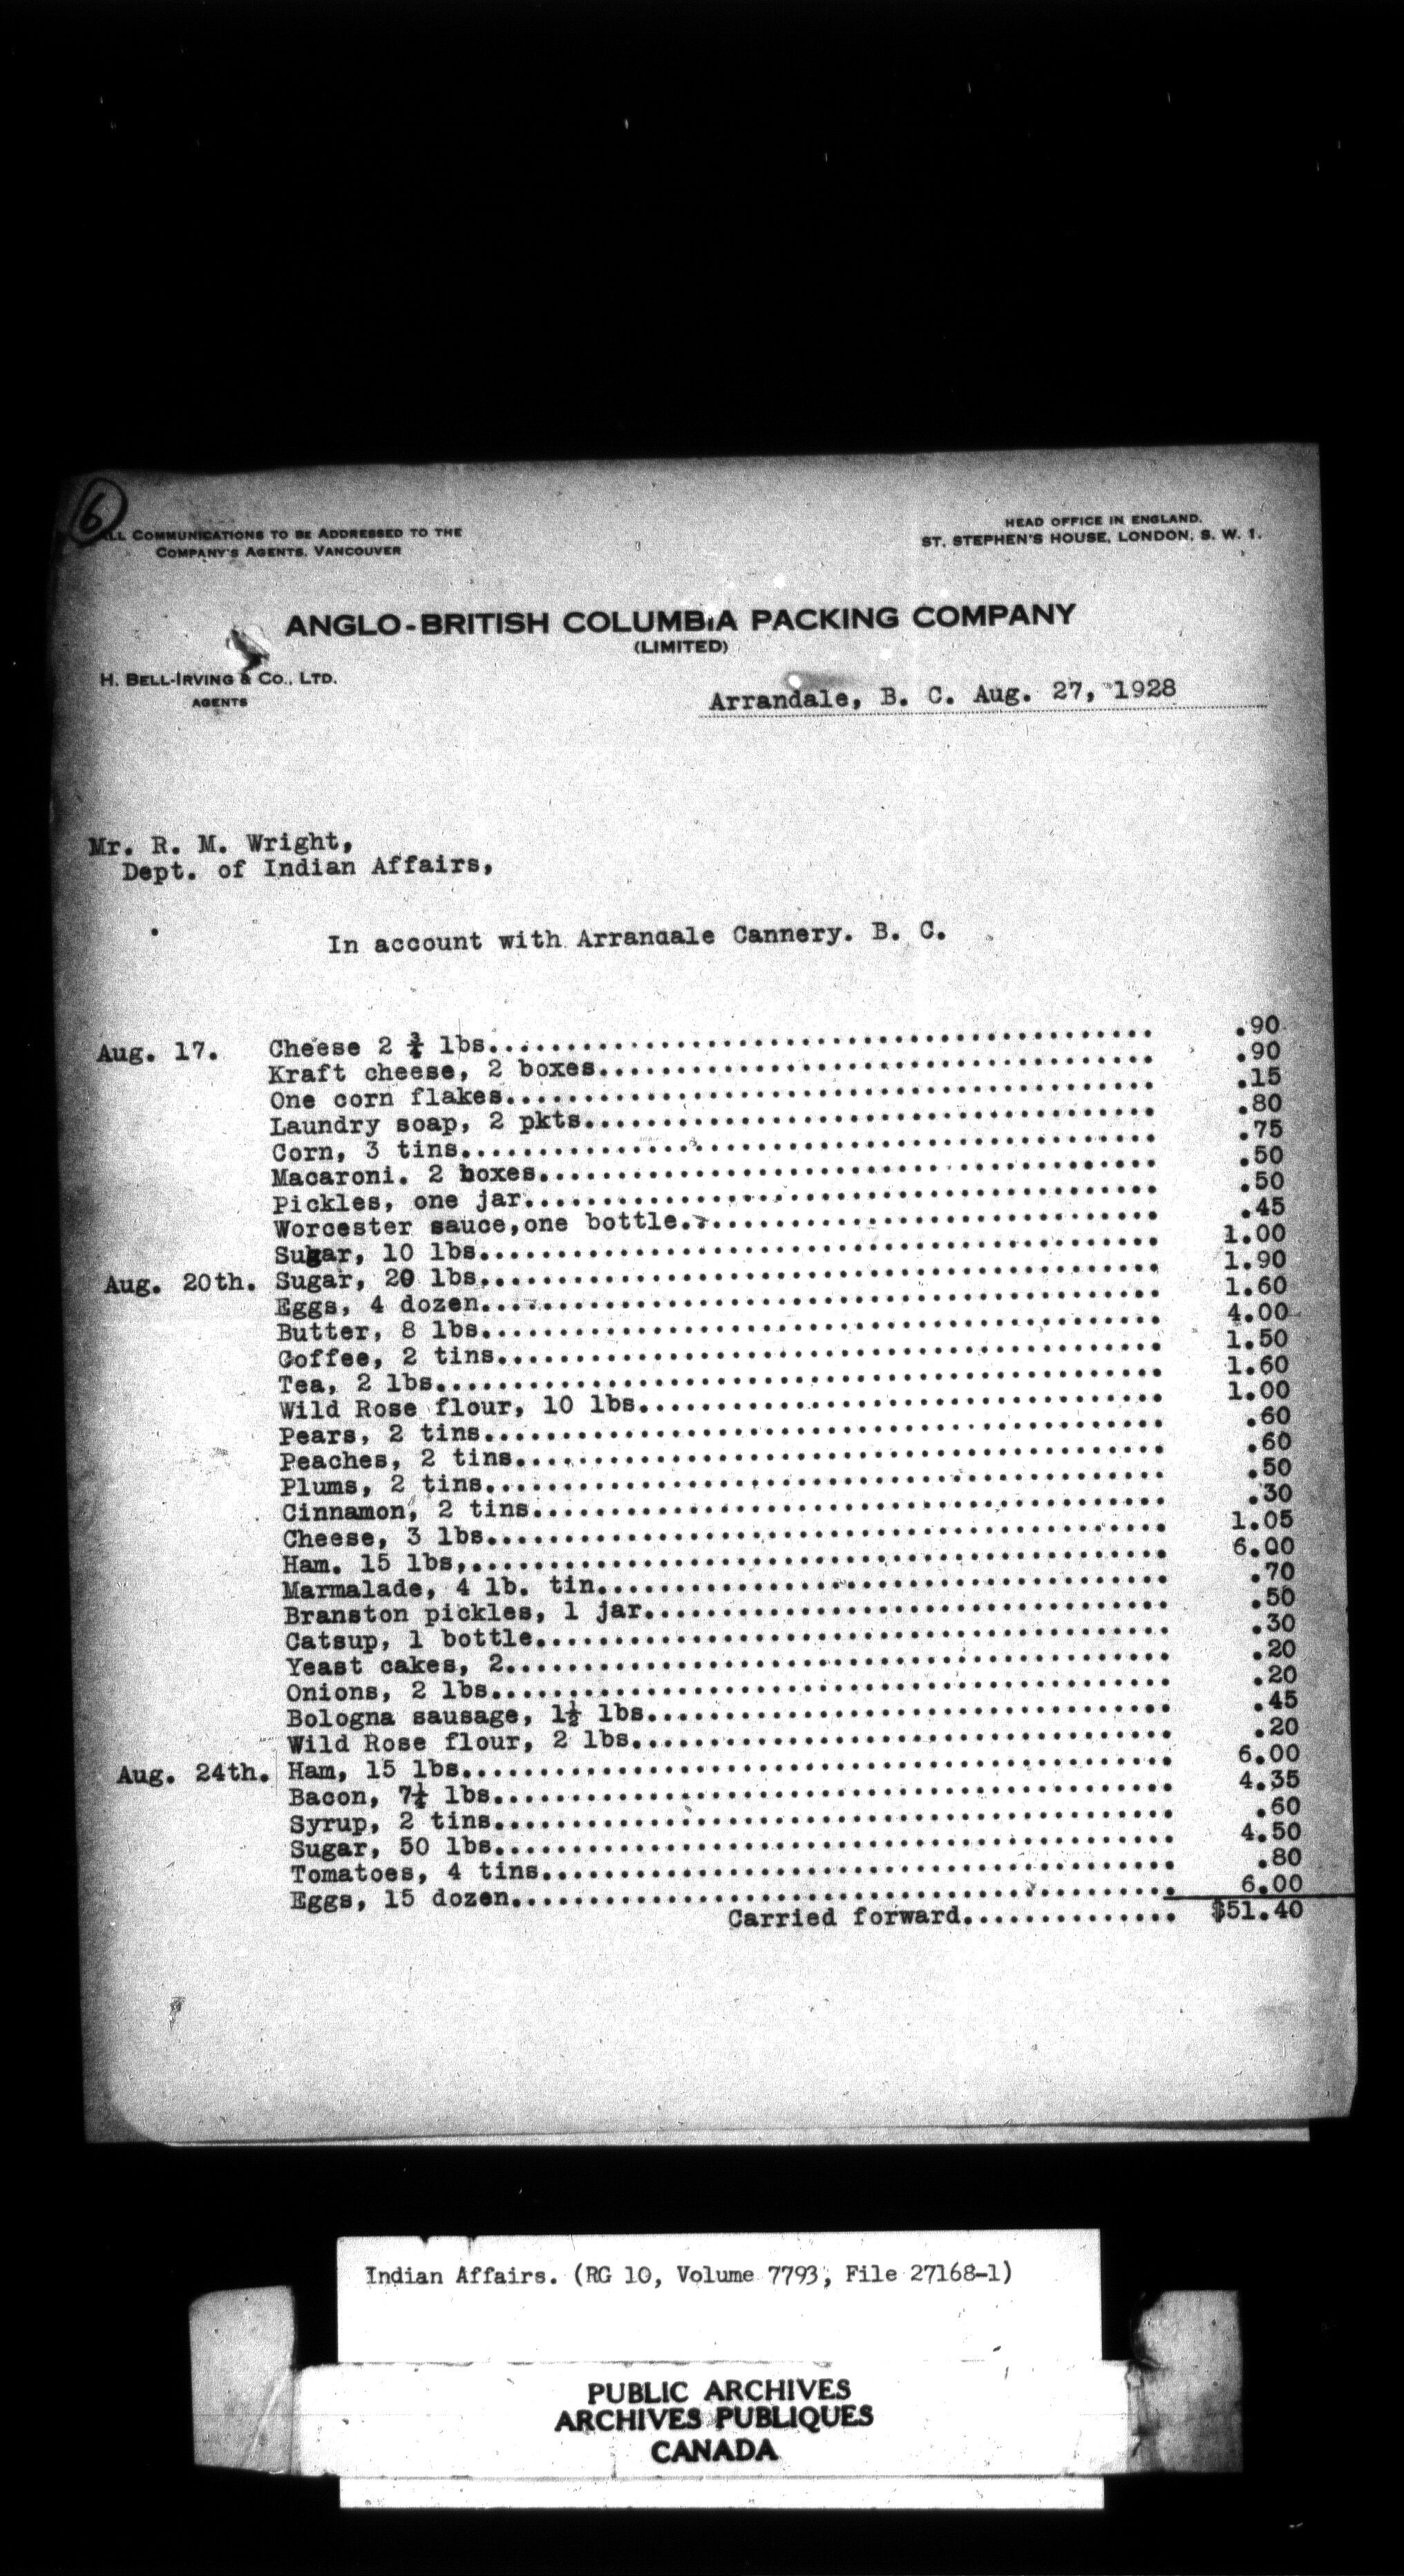 6
All Communications to be Addressed to the
Company's Agents, Vancouver
HEAD OFFICE IN ENGLAND.
ST. STEPHEN'S HOUSE, LONDON, S. W. 1.
ANGLO-BRITISH COLUMBIA PACKING COMPANY
(LIMITED)
H. Bell-Irving & Co., Ltd.
AGENTS
Arrandale, B. C. Aug. 27, 1928
Mr. R. M. Wright,
Dept. of Indian Affairs,
In account with Arrandale Cannery. B. C.
Aug. 17. Cheese 2 ¾ lbs. .90
Kraft cheese, 2 boxes. .90
One corn flakes. .15
Laundry soap, 2 pkts. .80
Corn, 3 tins. .75
Macaroni. 2 boxes. .50
Pickles, one jar. .50
Worcester sauce,one bottle. .45
Sugar, 10 lbs. 1.00
Aug. 20th. Sugar, 20 lbs. 1.90
Eggs, 4 dozen. 1.60
Butter, 8 lbs. 4.00
Coffee, 2 tins. 1.50
Tea, 2 lbs. 1.60
Wild Rose flour, 10 lbs. 1.00
Pears, 2 tins. .60
Peaches, 2 tins. .60
Plums, 2 tins. .50
Cinnamon, 2 tins. .30
Cheese, 3 lbs. 1.05
Ham. 15 lbs, 6.00
Marmalade, 4 lb. tin. .70
Branston pickles, 1 jar. .50
Catsup, 1 bottle. .30
Yeast cakes, 2. .20
Onions, 2 lbs. .20
Bologna sausage, 1½ lbs. .45
Wild Rose flour, 2 lbs. .20
Aug. 24th. Ham, 15 lbs. 6.00
Bacon, 7¼ lbs. 4.35
Syrup, 2 tins. .60
Sugar, 50 lbs. 4.50
Tomatoes, 4 tins. .80
Eggs, 15 dozen. 6.00
Carried forward. $51.40
Indian Affairs. (RG 10, Volume 7793, File 27168-1)
PUBLIC ARCHIVES
ARCHIVES PUBLIQUES
CANADA